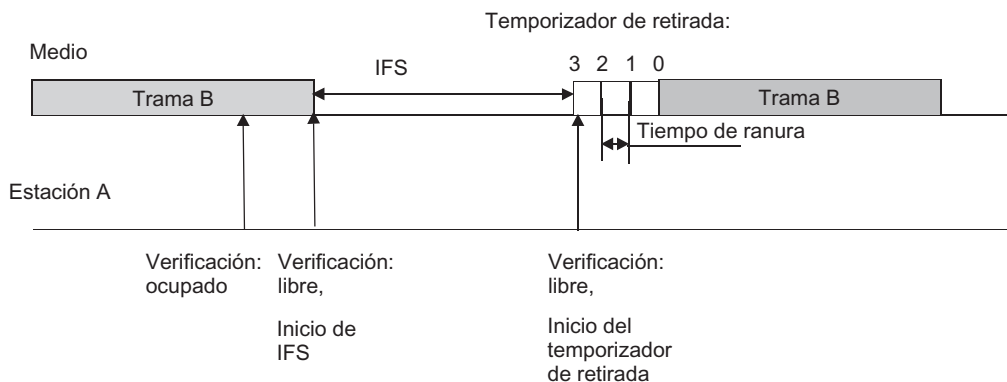 Temporizador de retirada:
Medio
IFS
3 2 1 0
Trama B
Trama B
Tiempo de ranura
Estación A
Verificación:
ocupado
Verificación:
libre,
Inicio de
IFS
Verificación:
libre,
Inicio del
temporizador
de retirada